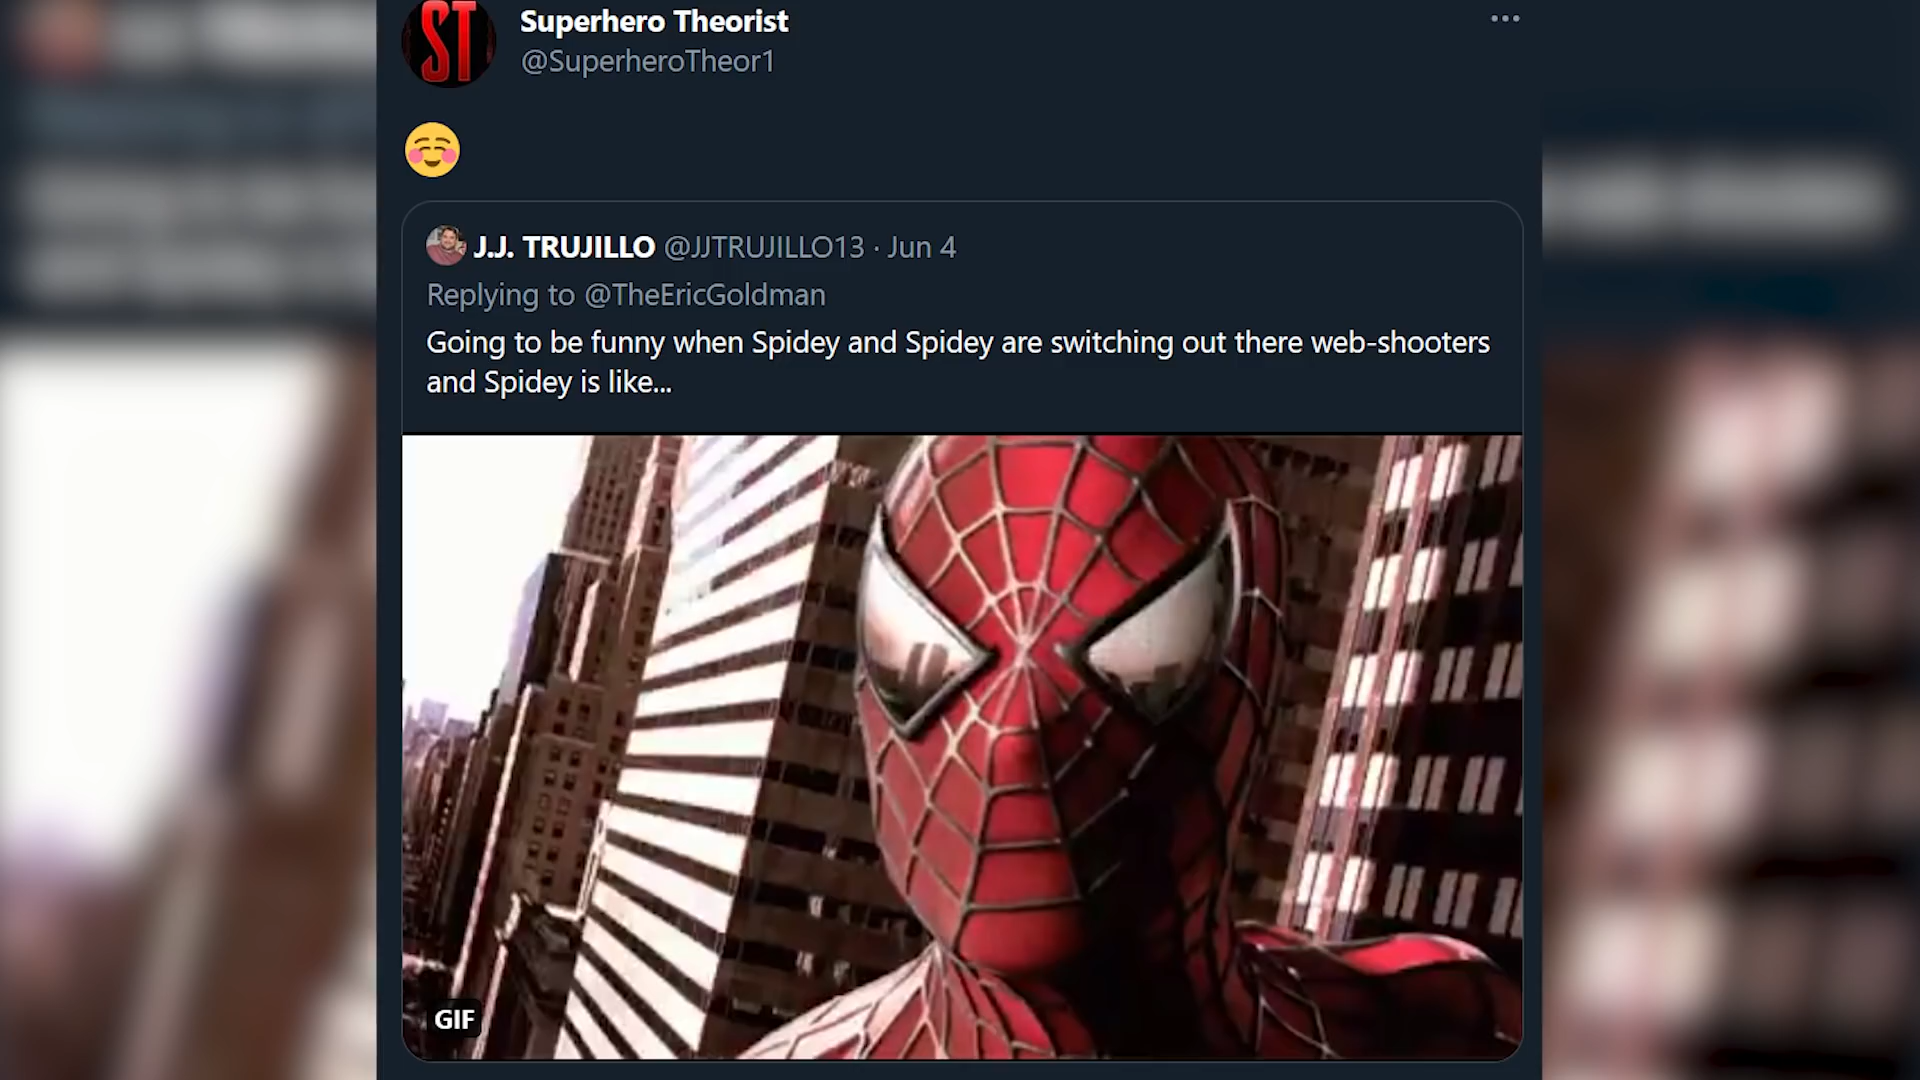 ST
Superhero Theorist
@SuperheroTheor1
J.J. TRUJILLO @JJTRUJILLO13 · Jun 4
Replying to @TheEricGoldman
Going to be funny when Spidey and Spidey are switching out there web-shooters
and Spidey is like...
GIF